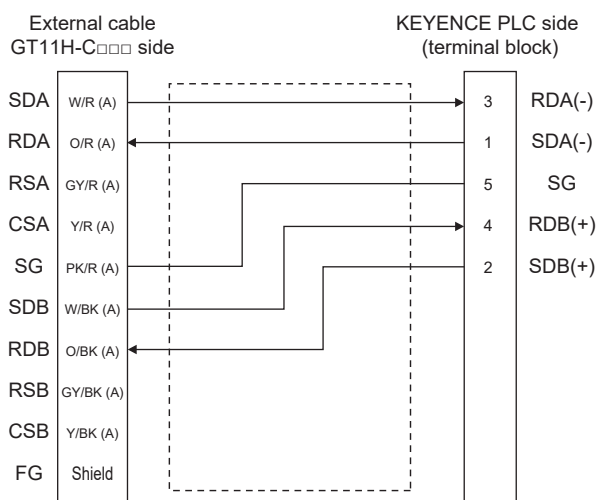 External cable
GT11H-C□□□ side
KEYENCE PLC side
(terminal block)
SDA W/R (A) 3 RDA(-)
RDA O/R (A) 1 SDA(-)
RSA GY/R (A) 5 SG
CSA Y/R (A) 4 RDB(+)
SG PK/R (A) 2 SDB(+)
SDB W/BK (A)
RDB O/BK (A)
RSB GY/BK (A)
CSB Y/BK (A)
FG Shield